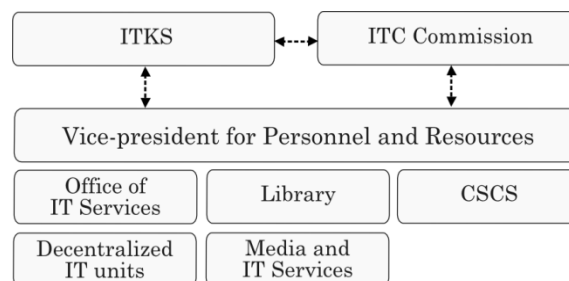 ITKS
ITC Commission
Vice-president for Personnel and Resources
Office of
IT Services
Library
CSCS
Decentralized
IT units
Media and
IT Services